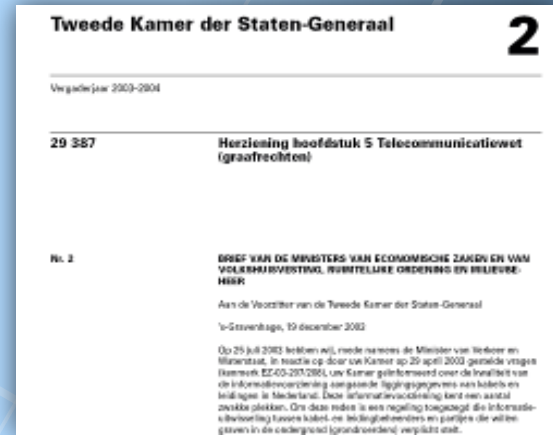 Tweede Kamer der Staten-Generaal 2
Vergaderjaar 2003–2004
29 387 Herziening hoofdstuk 5 Telecommunicatiewet
(graafrechten)
Nr. 2 BRIEF VAN DE MINISTERS VAN ECONOMISCHE ZAKEN EN VAN
VOLKSHUISVESTING, RUIMTELIJKE ORDENING EN MILIEUBE-
HEER
Aan de Voorzitter van de Tweede Kamer der Staten-Generaal
's-Gravenhage, 19 december 2003
Op 25 juli 2003 hebben wij, mede namens de Minister van Verkeer en
Waterstaat, in reactie op door uw Kamer op 29 april 2003 gestelde vragen
(kenmerk EZ-03-207/208), uw Kamer geïnformeerd over de kwaliteit van
de informatievoorziening aangaande liggingsgegevens van kabels en
leidingen in Nederland. Deze informatievoorziening kent een aantal
zwakke plekken. Om deze reden is een regeling toegezegd die informatie-
uitwisseling tussen kabel- en leidingbeheerders en partijen die willen
graven in de ondergrond (grondroerders) verplicht stelt.